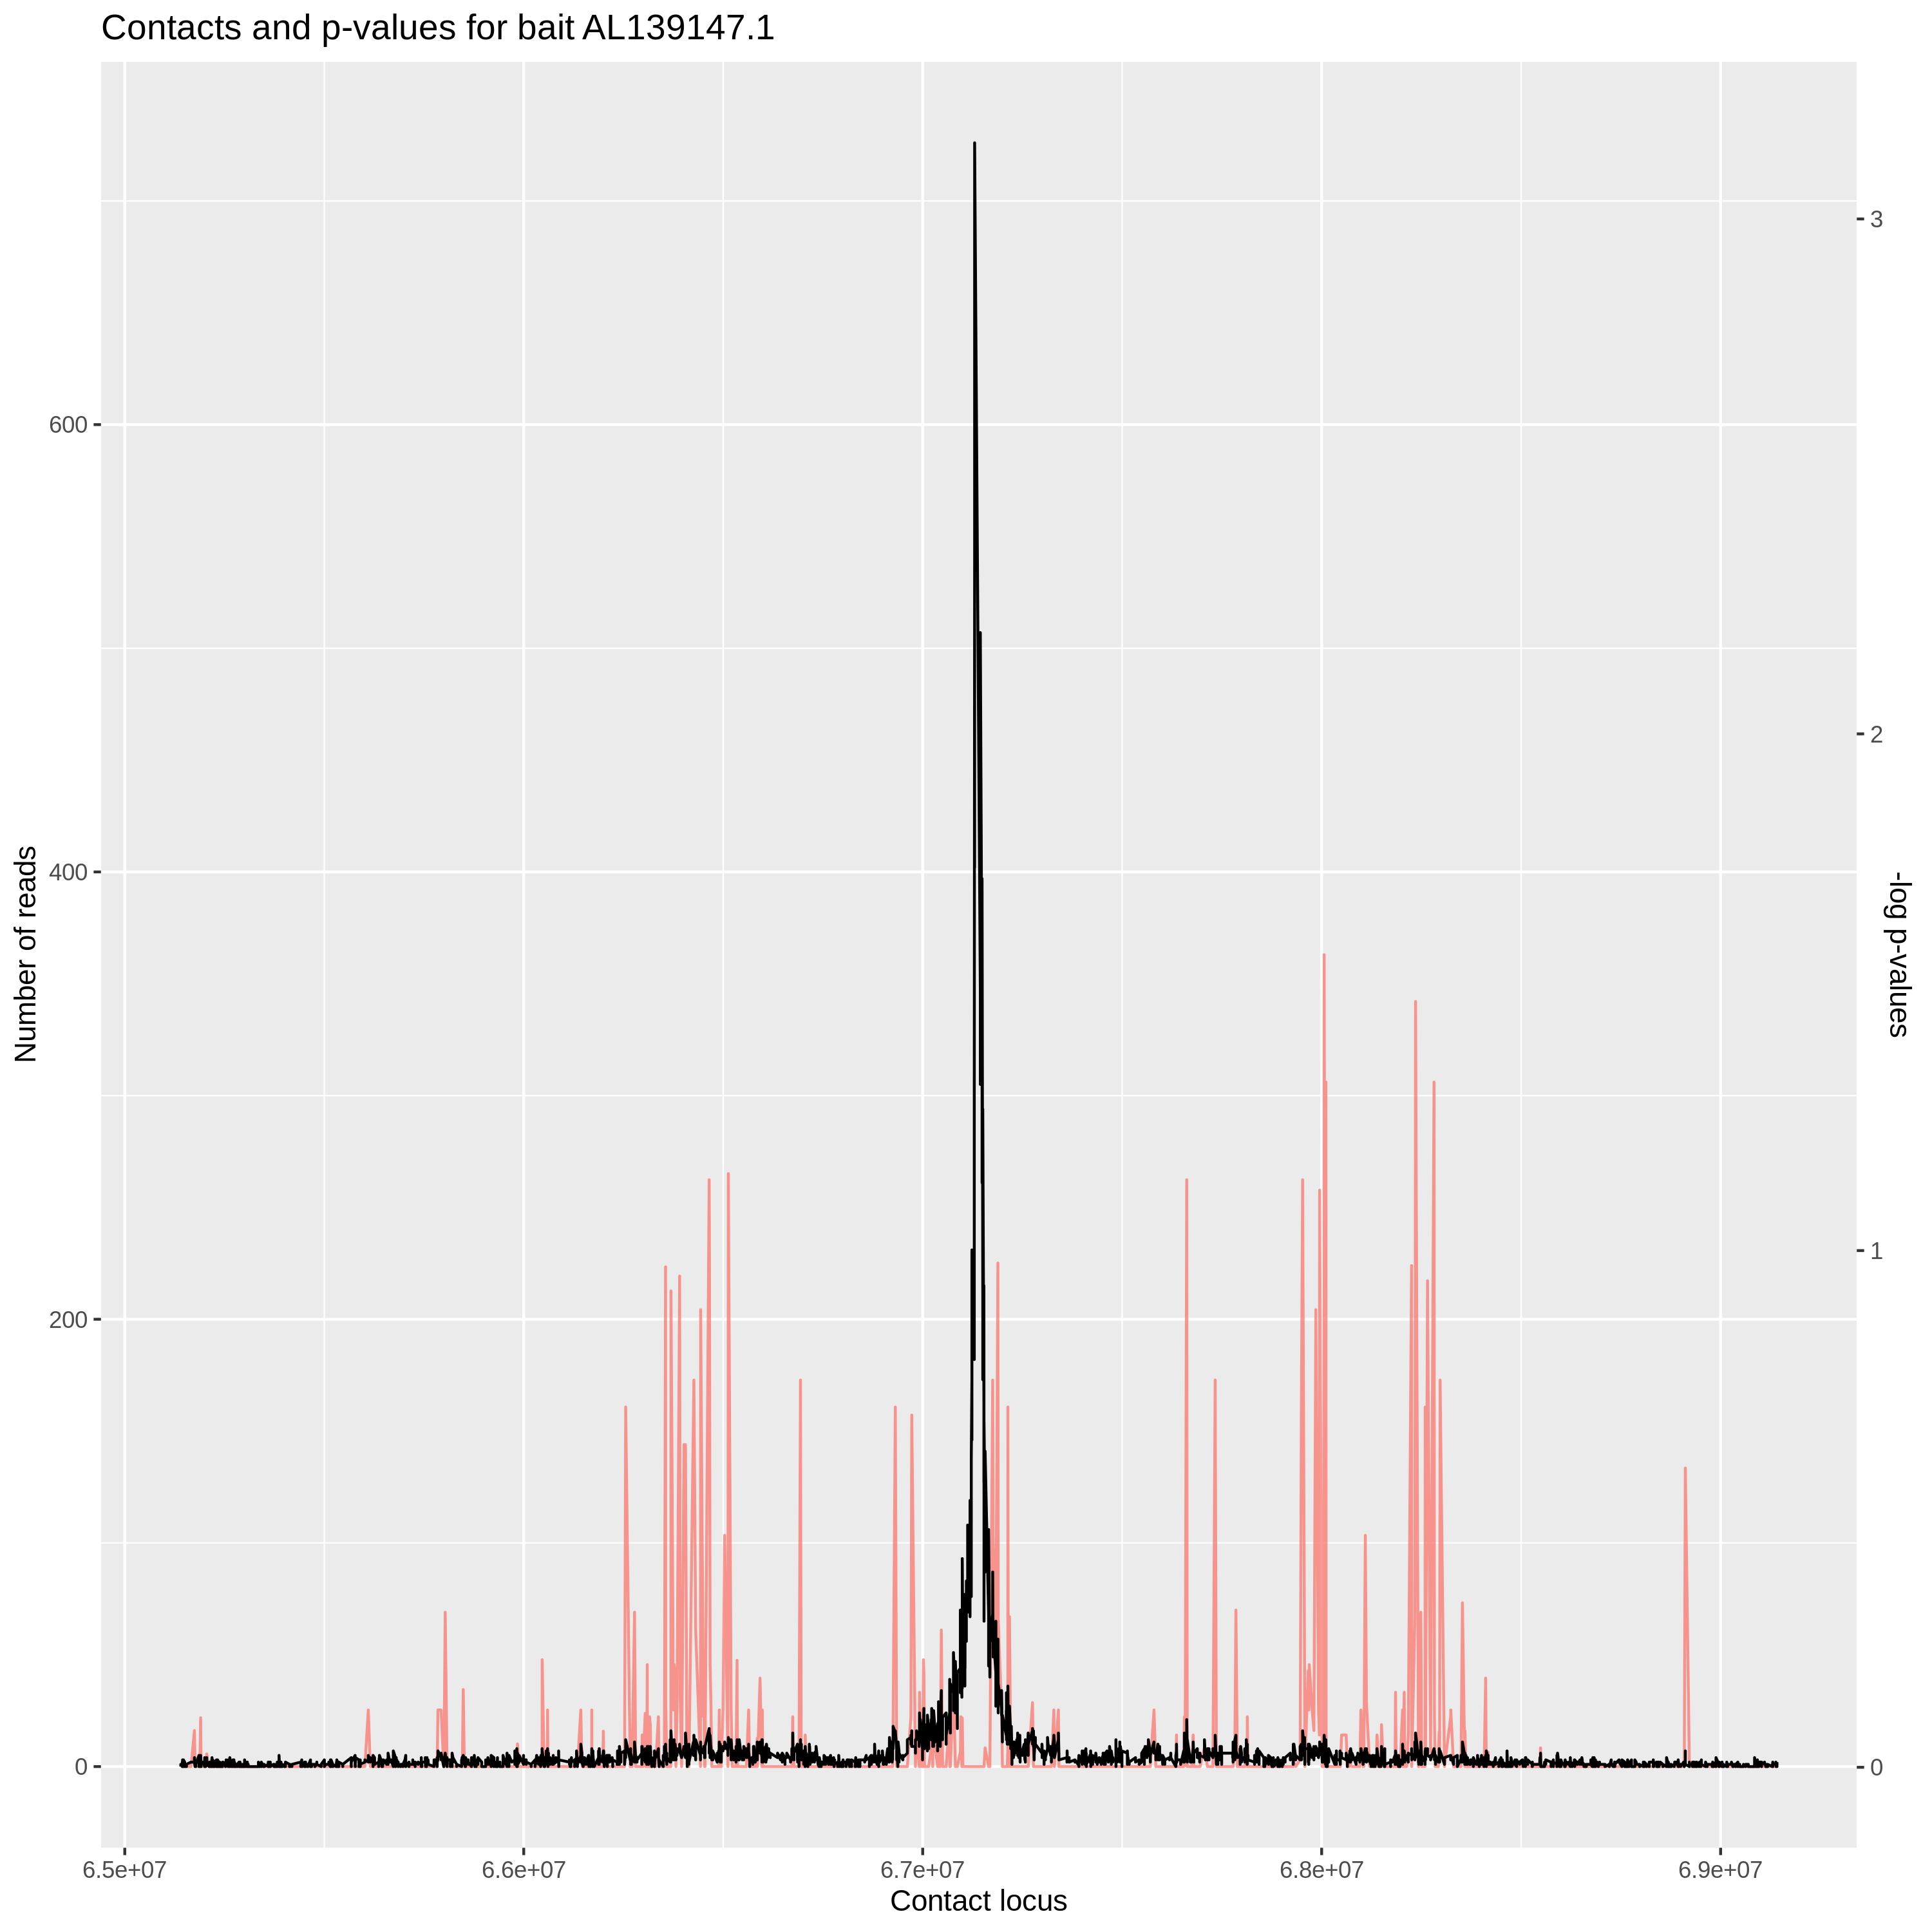 Contacts and p-values for bait AL139147.1
600
400
200
0
3
2
1
0
Number of reads
-log p-values
6.5e+07 6.6e+07 6.7e+07 6.8e+07 6.9e+07
Contact locus